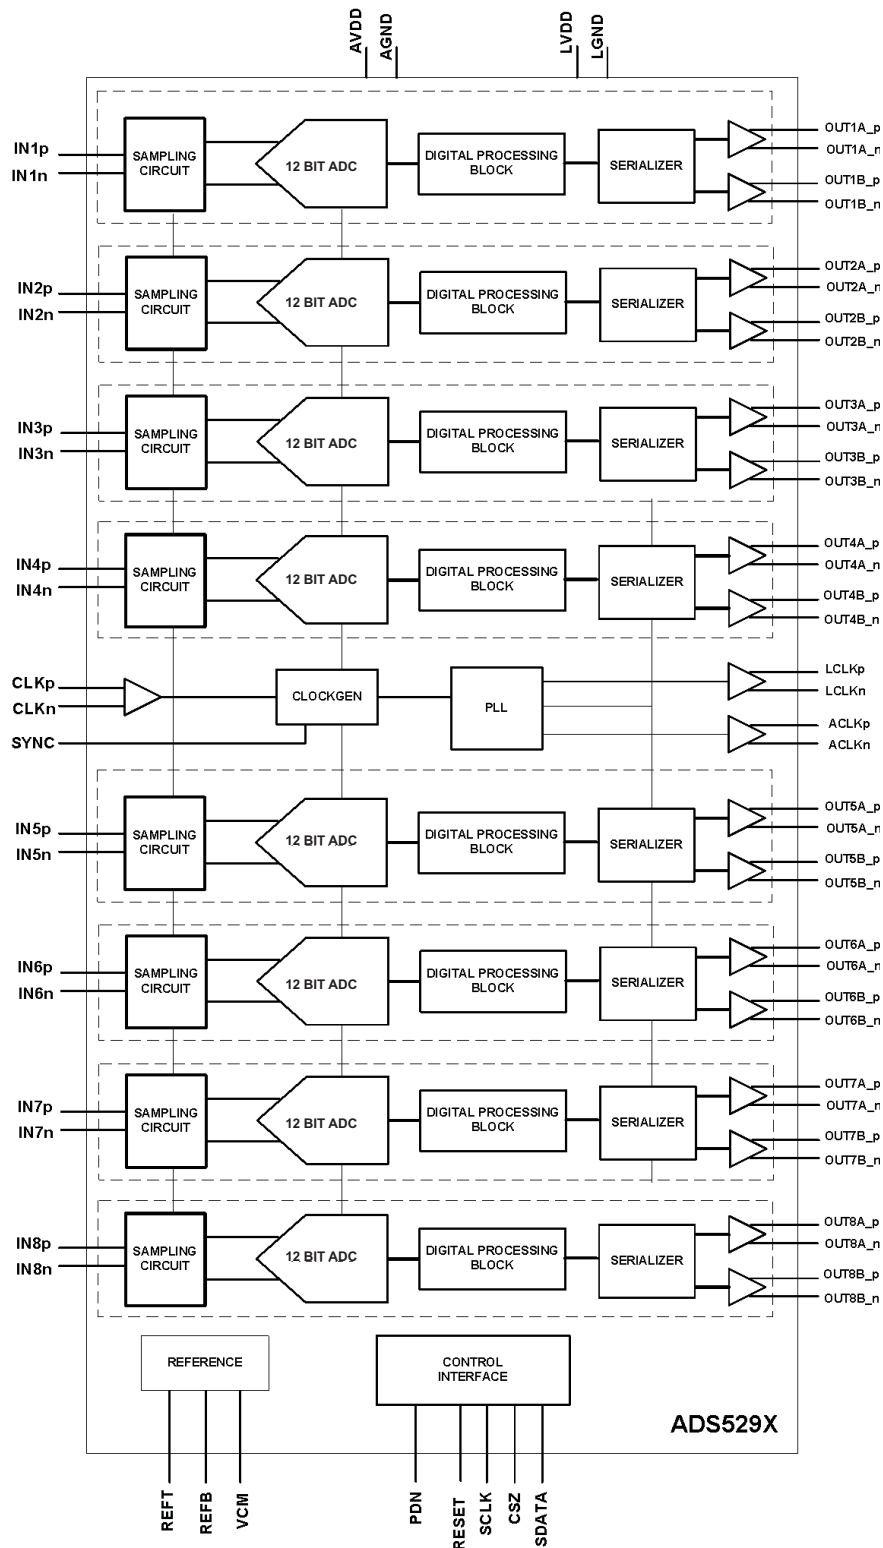 AVDD
AGND
LVDD
LGND
IN1p
IN1n
SAMPLING
CIRCUIT
12 BIT ADC
DIGITAL PROCESSING
BLOCK
SERIALIZER
OUT1A_p
OUT1A_n
OUT1B_p
OUT1B_n
IN2p
IN2n
SAMPLING
CIRCUIT
12 BIT ADC
DIGITAL PROCESSING
BLOCK
SERIALIZER
OUT2A_p
OUT2A_n
OUT2B_p
OUT2B_n
IN3p
IN3n
SAMPLING
CIRCUIT
12 BIT ADC
DIGITAL PROCESSING
BLOCK
SERIALIZER
OUT3A_p
OUT3A_n
OUT3B_p
OUT3B_n
IN4p
IN4n
SAMPLING
CIRCUIT
12 BIT ADC
DIGITAL PROCESSING
BLOCK
SERIALIZER
OUT4A_p
OUT4A_n
OUT4B_p
OUT4B_n
CLKp
CLKn
SYNC
CLOCKGEN
PLL
LCLKp
LCLKn
ACLKp
ACLKn
IN5p
IN5n
SAMPLING
CIRCUIT
12 BIT ADC
DIGITAL PROCESSING
BLOCK
SERIALIZER
OUT5A_p
OUT5A_n
OUT5B_p
OUT5B_n
IN6p
IN6n
SAMPLING
CIRCUIT
12 BIT ADC
DIGITAL PROCESSING
BLOCK
SERIALIZER
OUT6A_p
OUT6A_n
OUT6B_p
OUT6B_n
IN7p
IN7n
SAMPLING
CIRCUIT
12 BIT ADC
DIGITAL PROCESSING
BLOCK
SERIALIZER
OUT7A_p
OUT7A_n
OUT7B_p
OUT7B_n
IN8p
IN8n
SAMPLING
CIRCUIT
12 BIT ADC
DIGITAL PROCESSING
BLOCK
SERIALIZER
OUT8A_p
OUT8A_n
OUT8B_p
OUT8B_n
REFERENCE
CONTROL
INTERFACE
ADS529X
REFT
REFB
VCM
PDN
RESET
SCLK
CSZ
SDATA